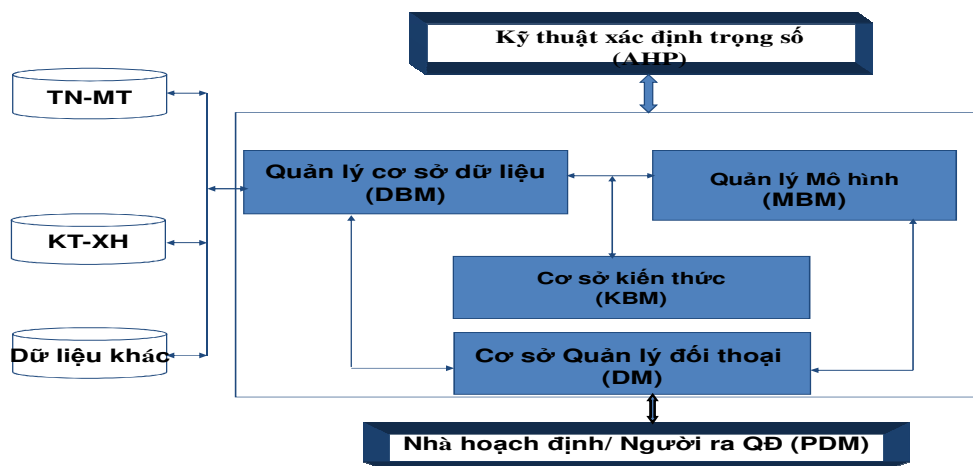 Kỹ thuật xác định trọng số
(AHP)
TN-MT
Quản lý cơ sở dữ liệu
(DBM)
Quản lý Mô hình
(MBM)
KT-XH
Cơ sở kiến thức
(KBM)
Dữ liệu khác
Cơ sở Quản lý đối thoại
(DM)
Nhà hoạch định/ Người ra QĐ (PDM)